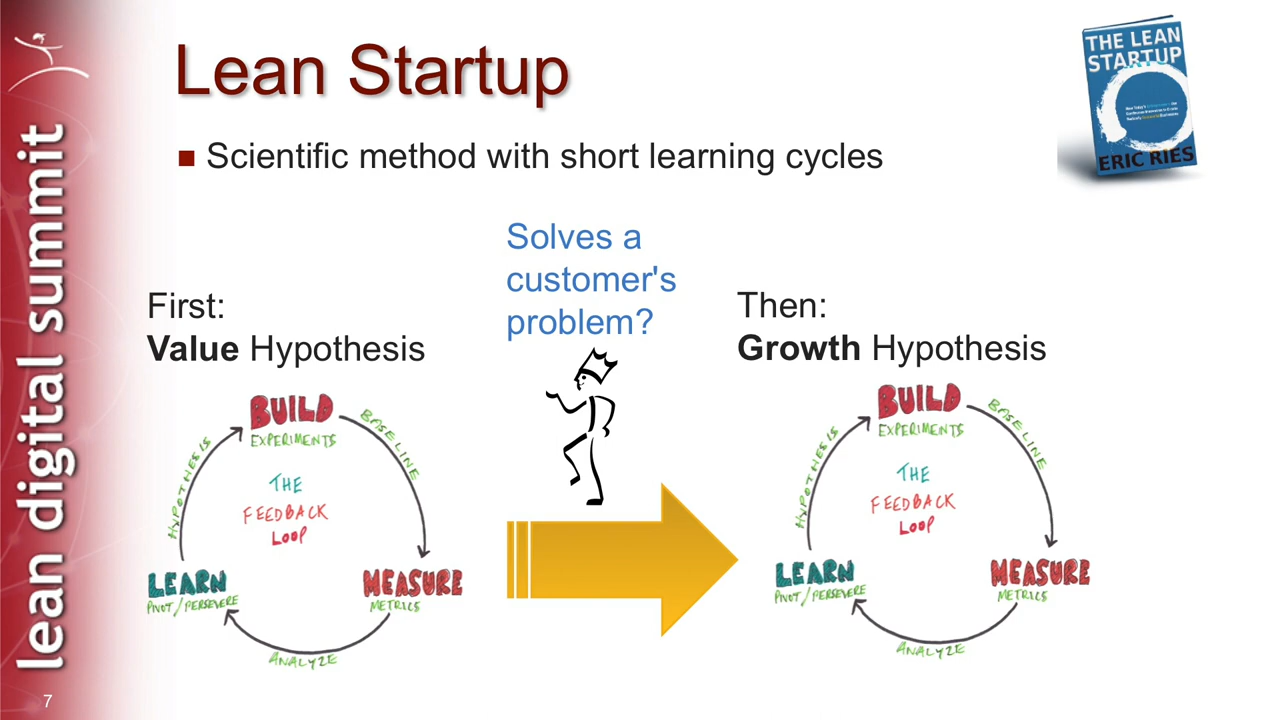 Lean Startup
THE LEAN
STARTUP
ERIC RIES
Scientific method with short learning cycles
Solves a
customer's
problem?
First:
Value Hypothesis
BUILD
EXPERIMENTS
BASELINE
HYPOTHESIS
THE
FEEDBACK
LOOP
LEARN
PIVOT/PERSEVERE
MEASURE
METRICS
ANALYZE
Then:
Growth Hypothesis
BUILD
EXPERIMENTS
BASELINE
HYPOTHESIS
THE
FEEDBACK
LOOP
LEARN
PIVOT/PERSEVERE
MEASURE
METRICS
ANALYZE
lean digital summit
7